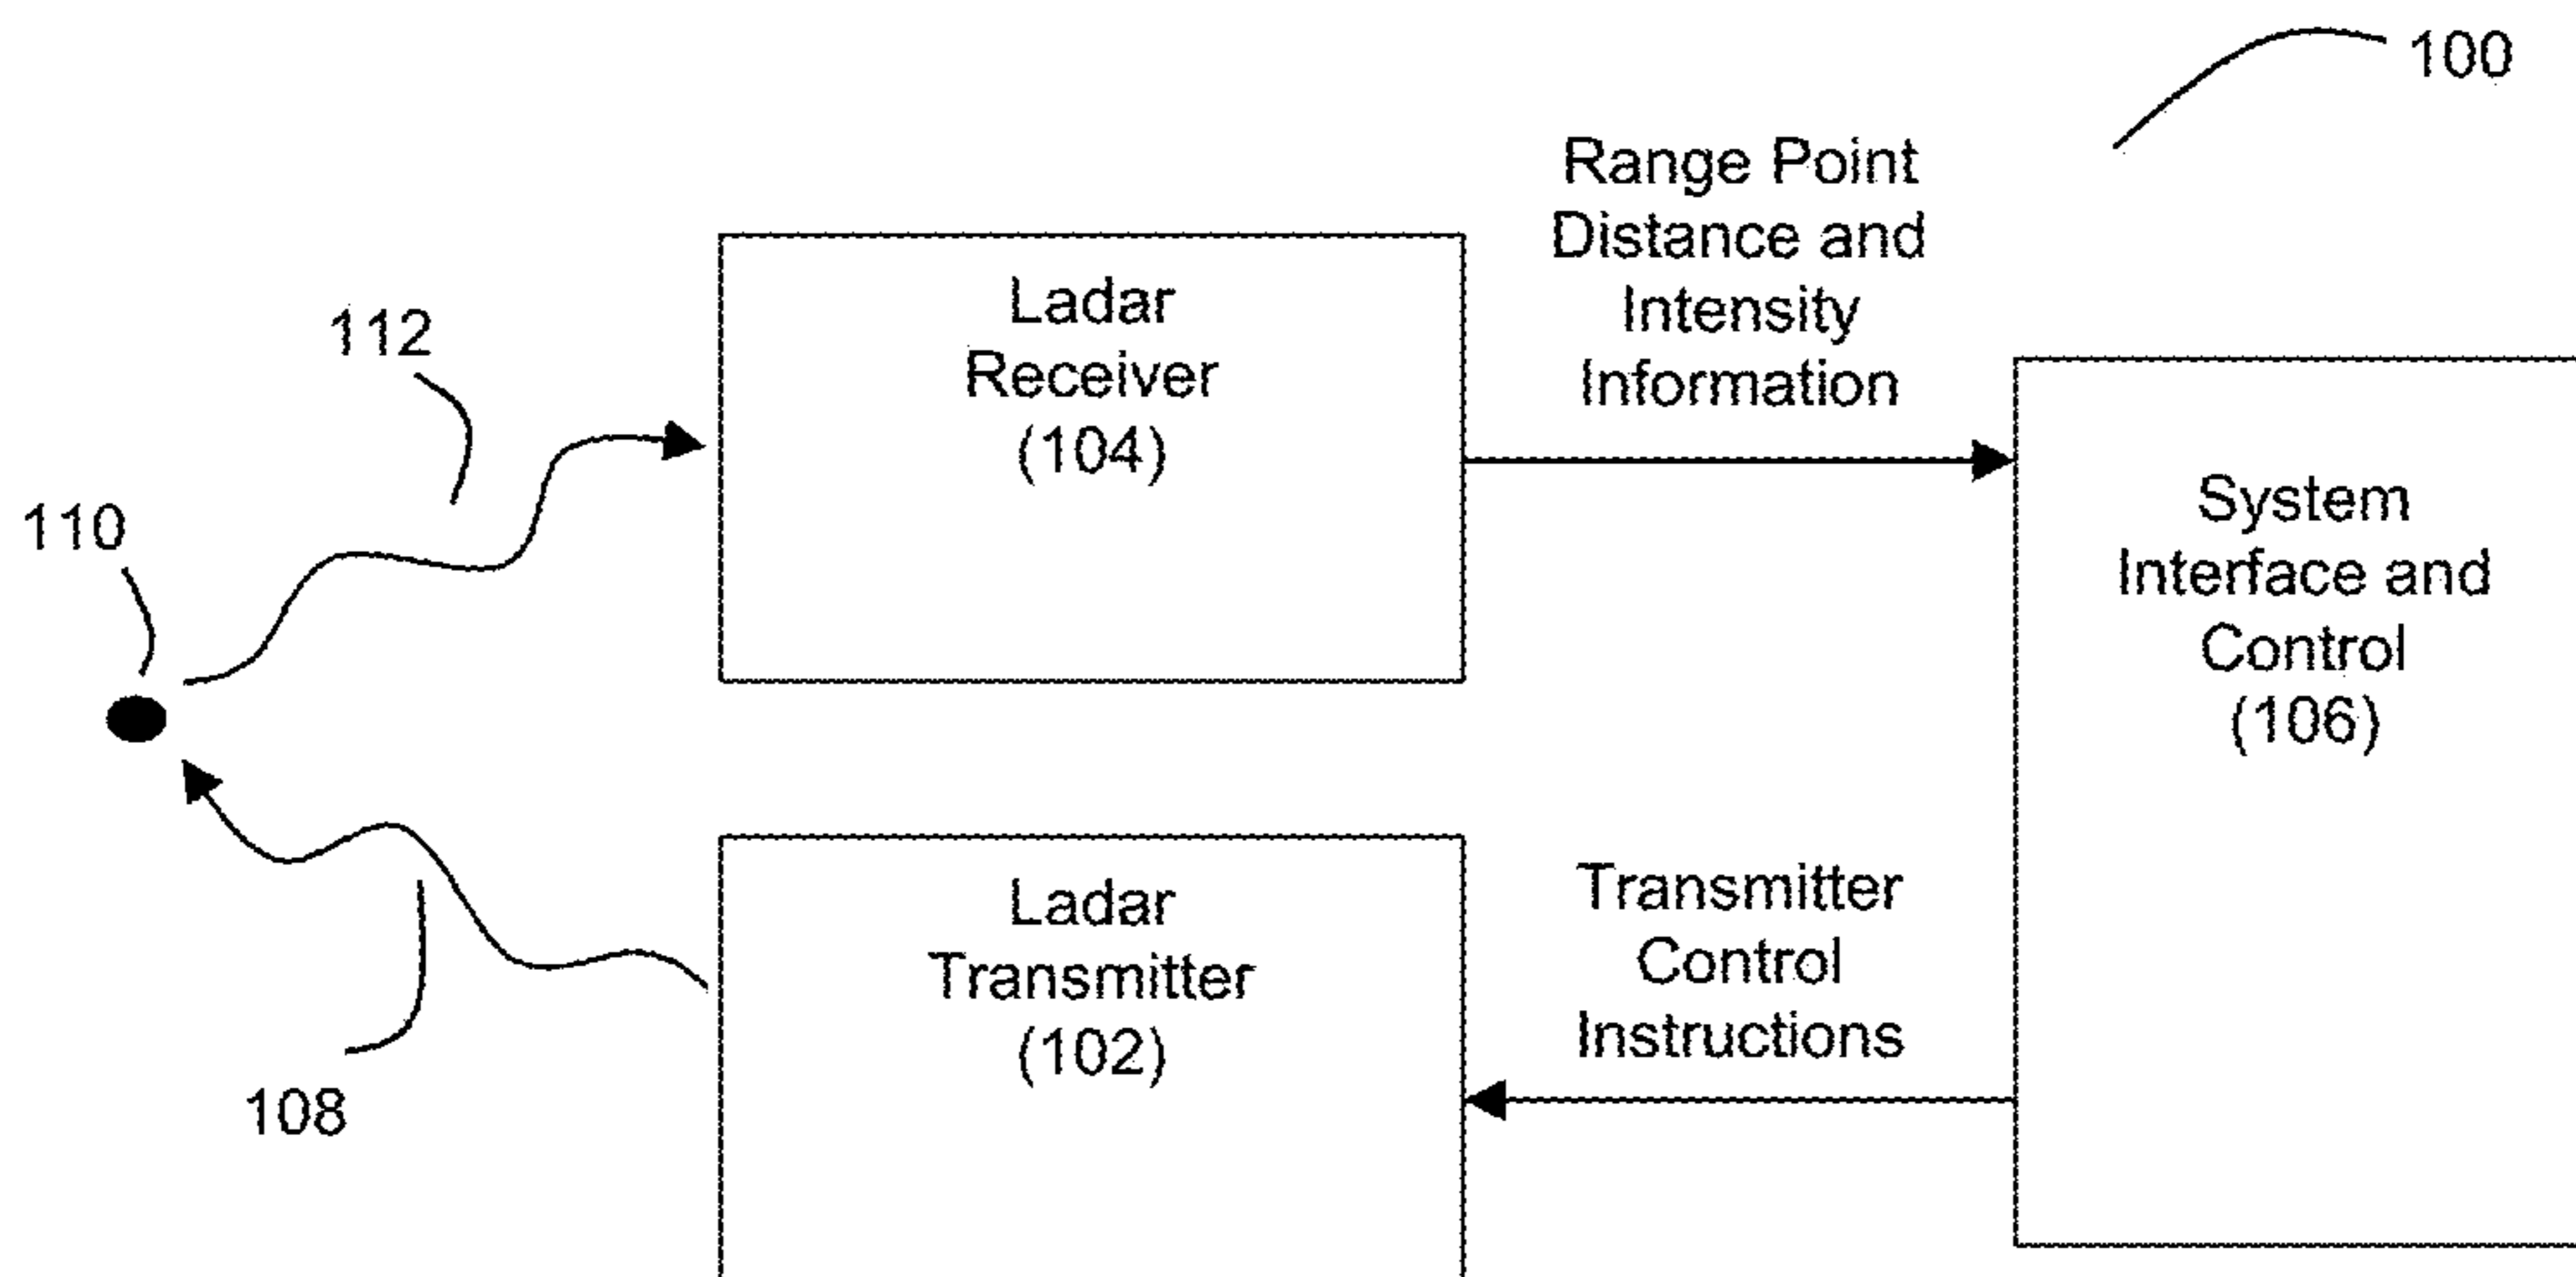 100
Range Point
Distance and
Intensity
Information
Ladar
Receiver
(104)
112
110
System
Interface and
Control
(106)
Ladar
Transmitter
(102)
Transmitter
Control
Instructions
108